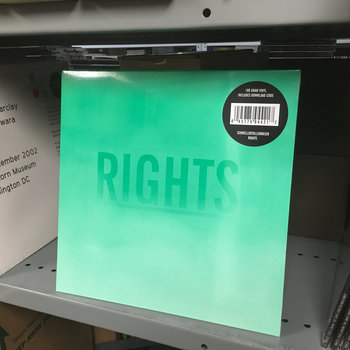 180 GRAM VINYL
INCLUDES DOWNLOAD CODE
SCHNELLERTOLLERMEIER
RIGHTS
RIGHTS
arclay
wara
ember 2002
orn Museum
ington DC